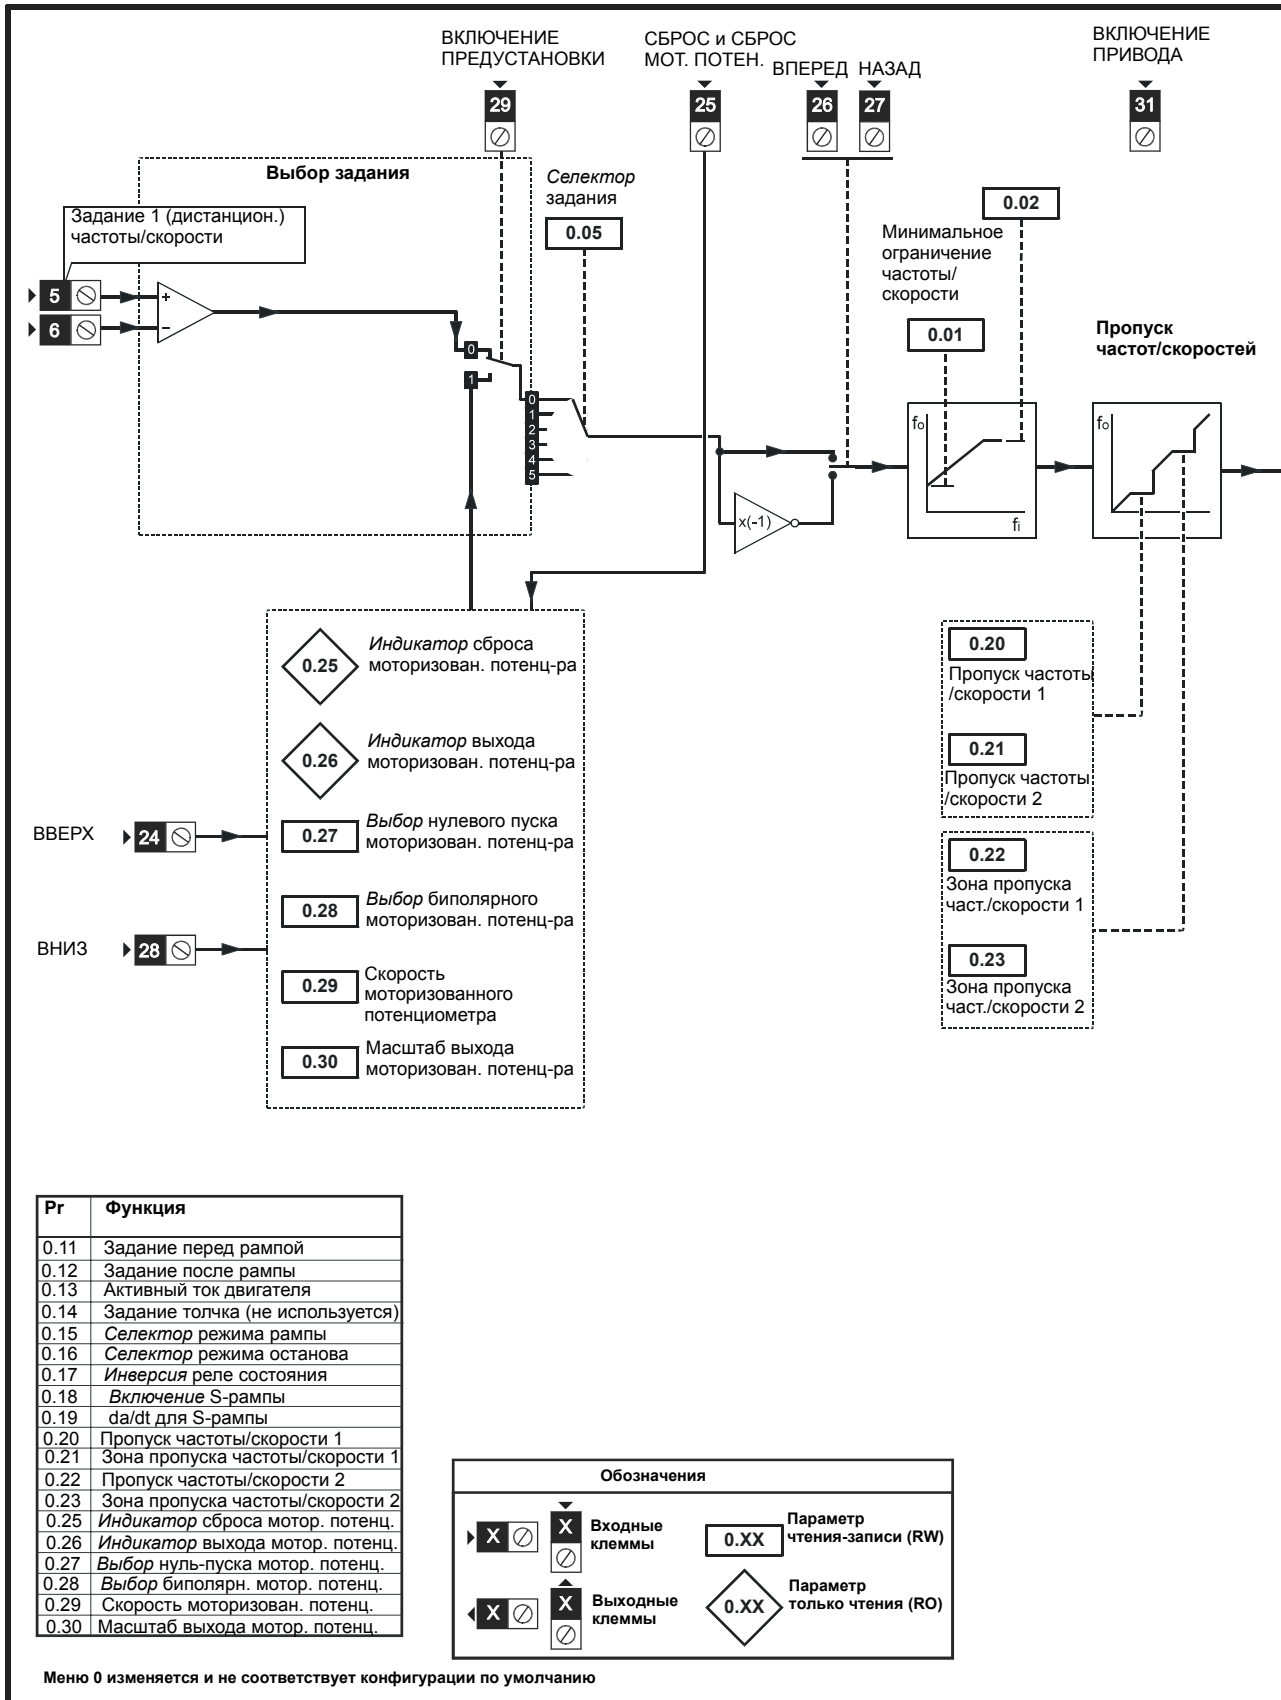 ВКЛЮЧЕНИЕ
ПРЕДУСТАНОВКИ
СБРОС и СБРОС
МОТ. ПОТЕН.
ВПЕРЕД НАЗАД
ВКЛЮЧЕНИЕ
ПРИВОДА
29
25
26
27
31
Выбор задания
Селектор
задания
0.05
0.02
Задание 1 (дистанцион.)
частоты/скорости
Минимальное
ограничение
частоты/
скорости
0.01
Пропуск
частот/скоростей
5
6
+
−
0
1
0
1
2
3
4
5
x(-1)
fo
fi
fo
0.25
Индикатор сброса
моторизован. потенц-ра
0.26
Индикатор выхода
моторизован. потенц-ра
0.27
Выбор нулевого пуска
моторизован. потенц-ра
0.28
Выбор биполярного
моторизован. потенц-ра
0.29
Скорость
моторизованного
потенциометра
0.30
Масштаб выхода
моторизован. потенц-ра
ВВЕРХ
24
ВНИЗ
28
0.20
Пропуск частоты
/скорости 1
0.21
Пропуск частоты
/скорости 2
0.22
Зона пропуска
част./скорости 1
0.23
Зона пропуска
част./скорости 2
Pr Функция
0.11 Задание перед рампой
0.12 Задание после рампы
0.13 Активный ток двигателя
0.14 Задание толчка (не используется)
0.15 Селектор режима рампы
0.16 Селектор режима останова
0.17 Инверсия реле состояния
0.18 Включение S-рампы
0.19 da/dt для S-рампы
0.20 Пропуск частоты/скорости 1
0.21 Зона пропуска частоты/скорости 1
0.22 Пропуск частоты/скорости 2
0.23 Зона пропуска частоты/скорости 2
0.25 Индикатор сброса мотор. потенц.
0.26 Индикатор выхода мотор. потенц.
0.27 Выбор нуль-пуска мотор. потенц.
0.28 Выбор биполярн. мотор. потенц.
0.29 Скорость моторизован. потенц.
0.30 Масштаб выхода мотор. потенц.
Обозначения
X
X
Входные
клеммы
0.XX
Параметр
чтения-записи (RW)
X
X
Выходные
клеммы
0.XX
Параметр
только чтения (RO)
Меню 0 изменяется и не соответствует конфигурации по умолчанию